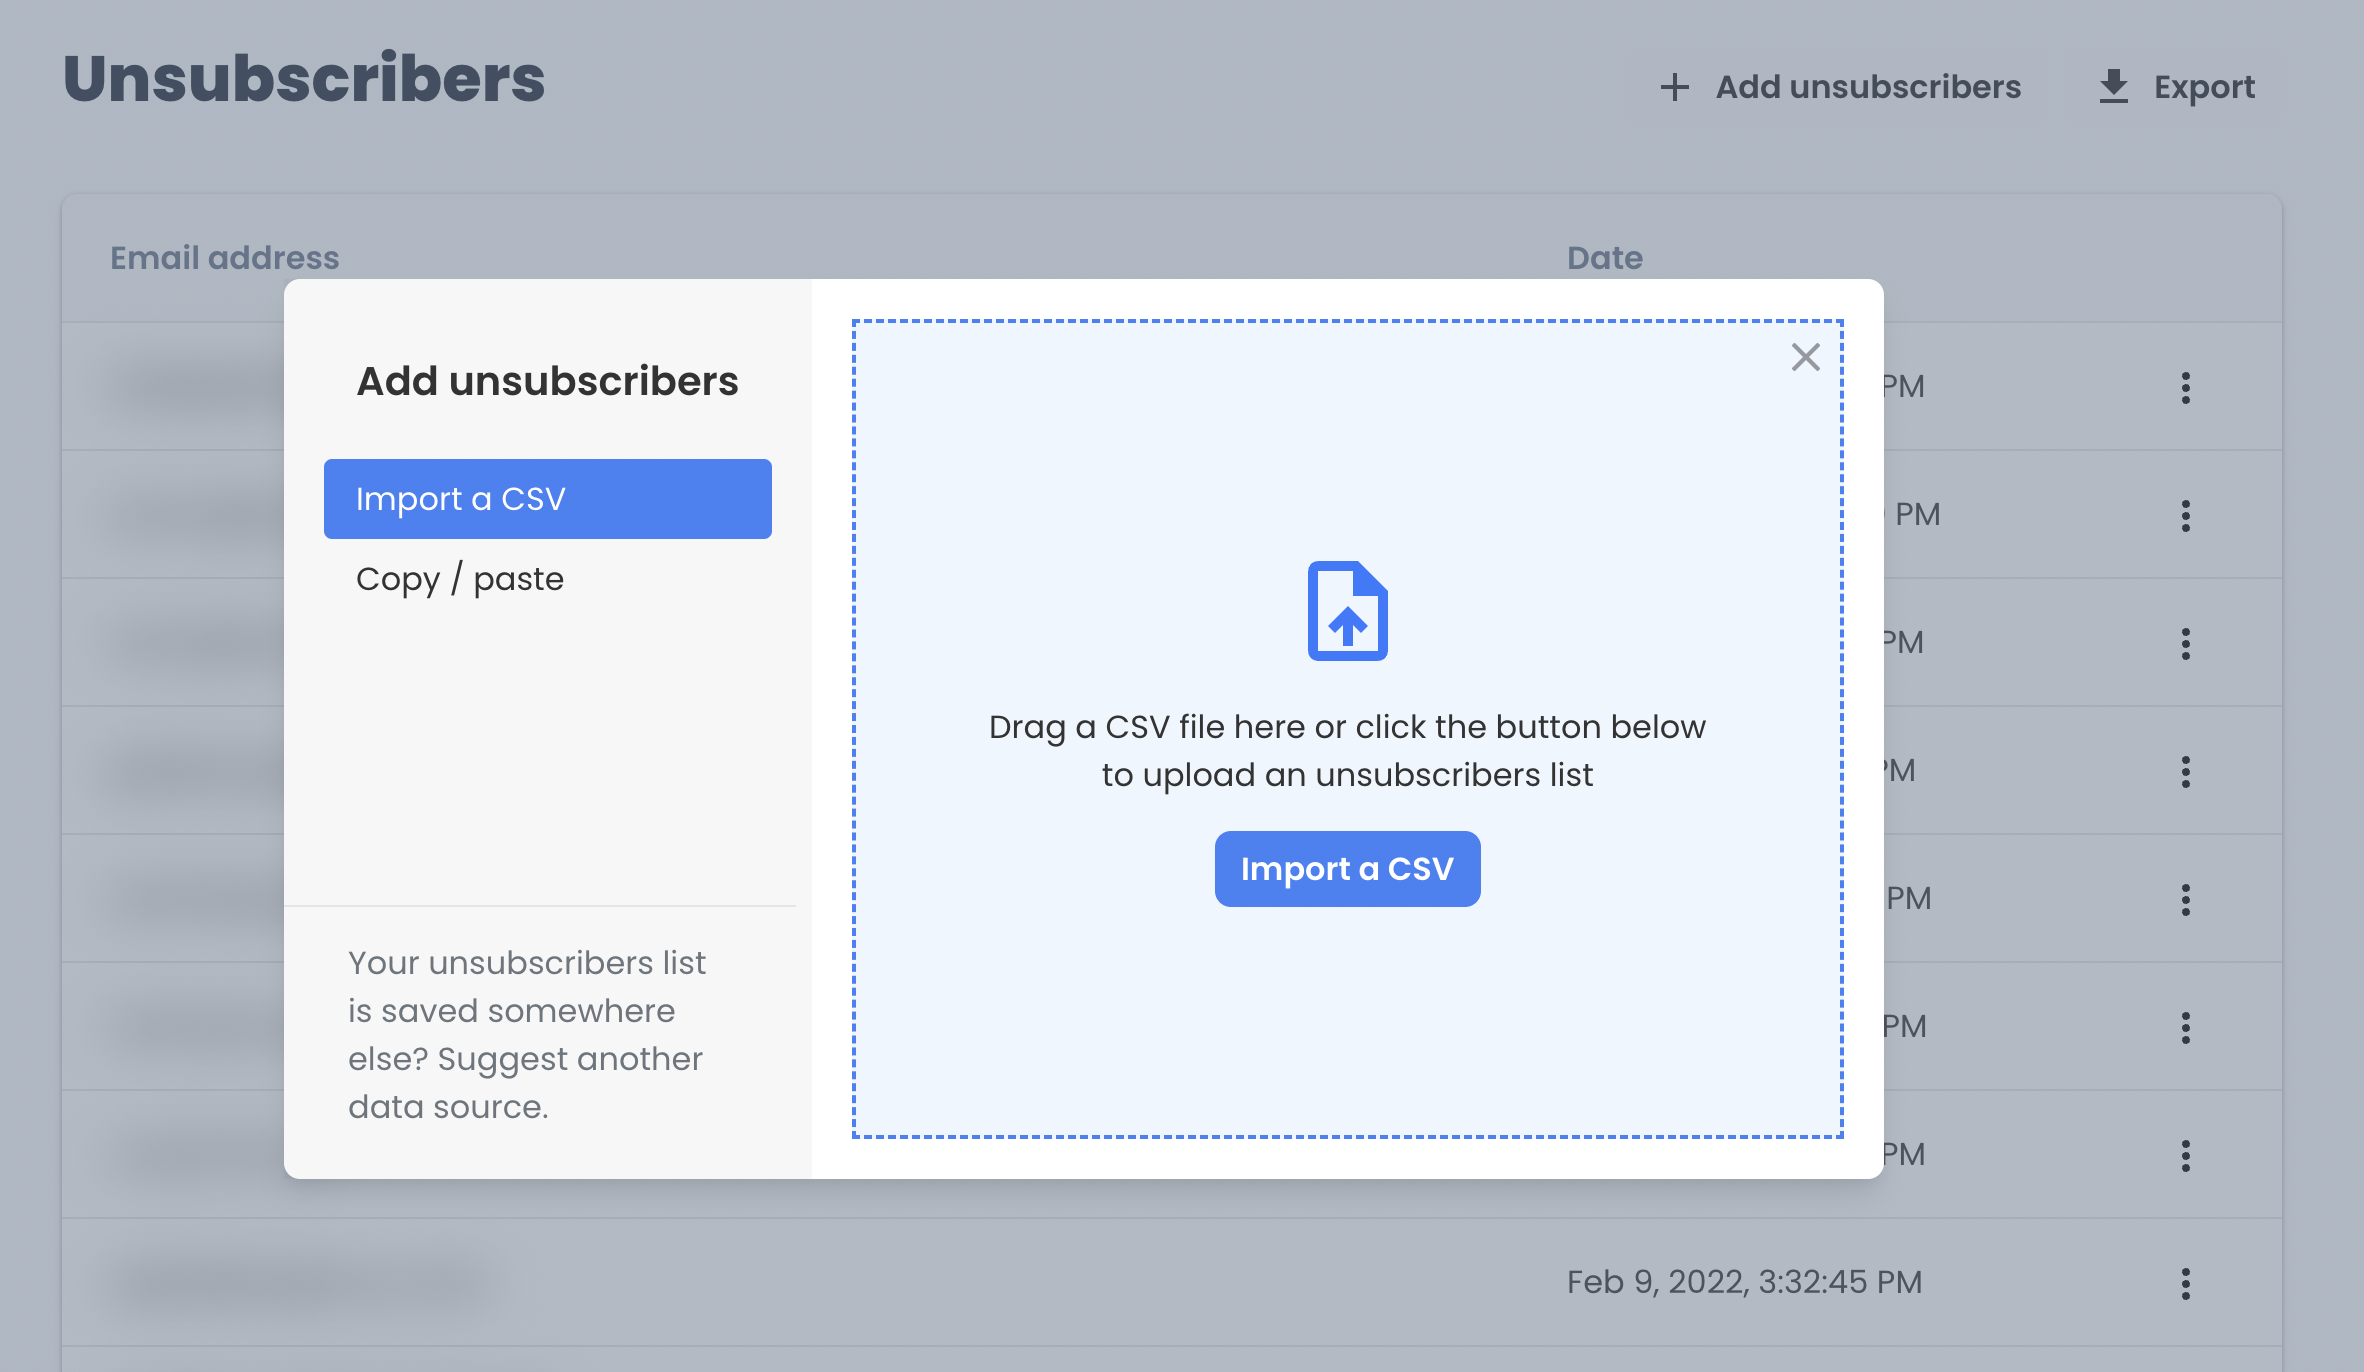 Unsubscribers
Add unsubscribers
Export
Email address
Date
Add unsubscribers
Import a CSV
Copy / paste
Your unsubscribers list
is saved somewhere
else? Suggest another
data source.
Drag a CSV file here or click the button below
to upload an unsubscribers list
Import a CSV
PM
PM
PM
PM
PM
PM
PM
Feb 9, 2022, 3:32:45 PM